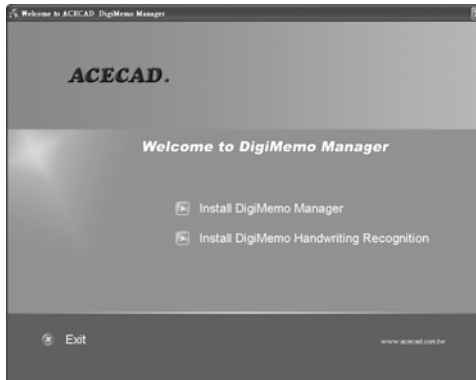 Welcome to ACECAD DigiMemo Manager
ACECAD.
Welcome to DigiMemo Manager
Install DigiMemo Manager
Install DigiMemo Handwriting Recognition
Exit
www.acecad.com.tw